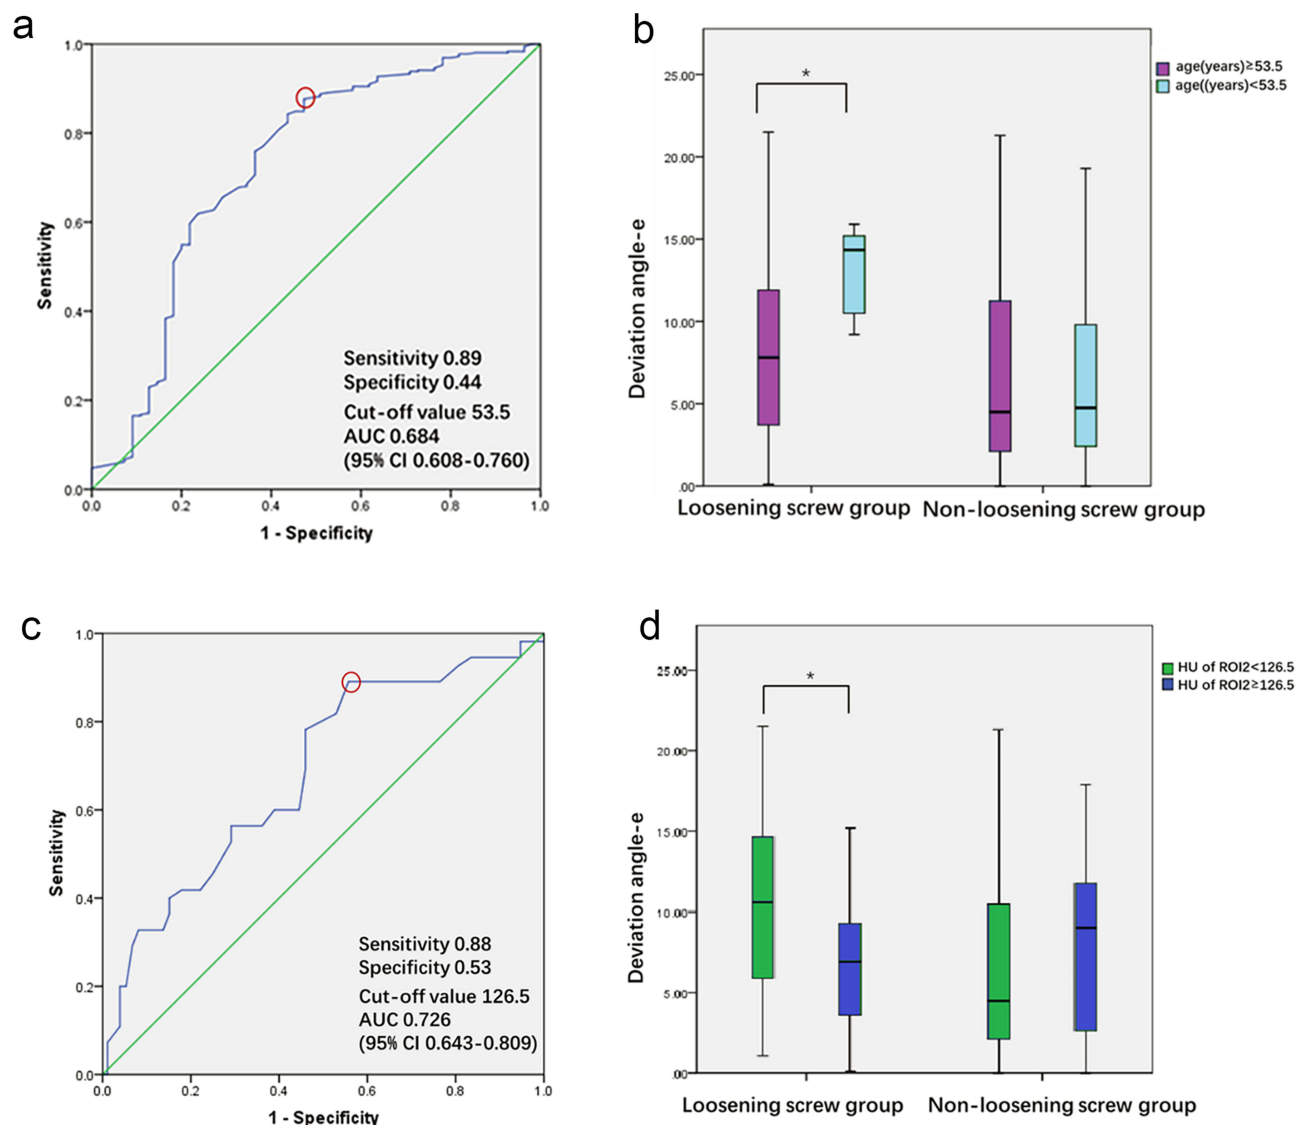 a
1.0
0.8
0.6
0.4
0.2
0.0
0.0 0.2 0.4 0.6 0.8 1.0
Sensitivity
1 - Specificity
Sensitivity 0.89
Specificity 0.44
Cut-off value 53.5
AUC 0.684
(95% CI 0.608-0.760)
b
25.00
20.00
15.00
10.00
5.00
.00
Deviation angle-e
*
age(years)≥53.5
age((years)<53.5
Loosening screw group Non-loosening screw group
c
1.0
0.8
0.6
0.4
0.2
0.0
0.0 0.2 0.4 0.6 0.8 1.0
Sensitivity
1 - Specificity
Sensitivity 0.88
Specificity 0.53
Cut-off value 126.5
AUC 0.726
(95% CI 0.643-0.809)
d
25.00
20.00
15.00
10.00
5.00
.00
Deviation angle-e
*
HU of ROI2<126.5
HU of ROI2≥126.5
Loosening screw group Non-loosening screw group